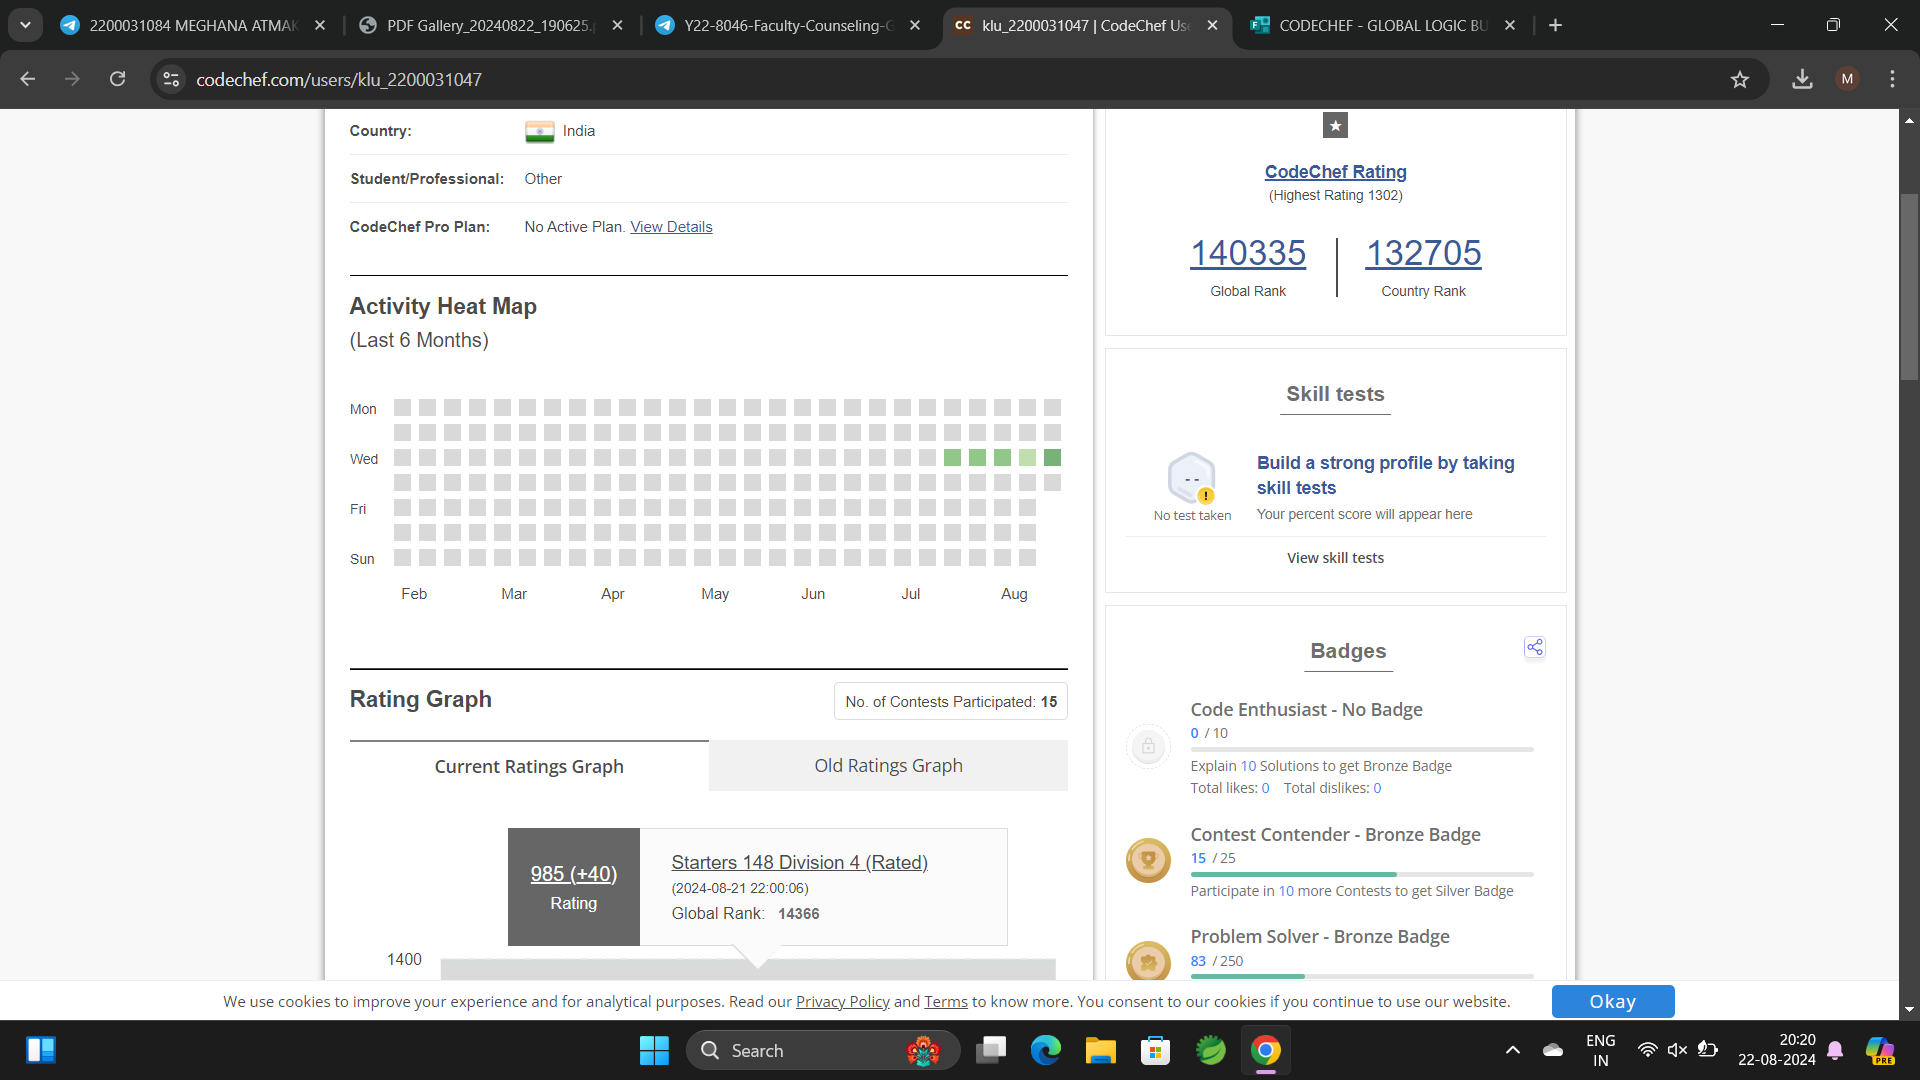 2200031084 MEGHANA ATMAK
PDF Gallery_20240822_190625.p
Y22-8046-Faculty-Counseling-G
klu_2200031047 | CodeChef Use
CODECHEF - GLOBAL LOGIC BU
codechef.com/users/klu_2200031047
M
Country: India
Student/Professional: Other
CodeChef Pro Plan: No Active Plan. View Details
Activity Heat Map
(Last 6 Months)
Mon
Wed
Fri
Sun
Feb Mar Apr May Jun Jul Aug
Rating Graph
No. of Contests Participated: 15
Current Ratings Graph
Old Ratings Graph
985 (+40)
Rating
Starters 148 Division 4 (Rated)
(2024-08-21 22:00:06)
Global Rank: 14366
1400
★
CodeChef Rating
(Highest Rating 1302)
140335 132705
Global Rank Country Rank
Skill tests
--
!
No test taken
Build a strong profile by taking
skill tests
Your percent score will appear here
View skill tests
Badges
Code Enthusiast - No Badge
0 / 10
Explain 10 Solutions to get Bronze Badge
Total likes: 0 Total dislikes: 0
Contest Contender - Bronze Badge
15 / 25
Participate in 10 more Contests to get Silver Badge
Problem Solver - Bronze Badge
83 / 250
We use cookies to improve your experience and for analytical purposes. Read our Privacy Policy and Terms to know more. You consent to our cookies if you continue to use our website.
Okay
Search
ENG
IN
20:20
22-08-2024
PRE